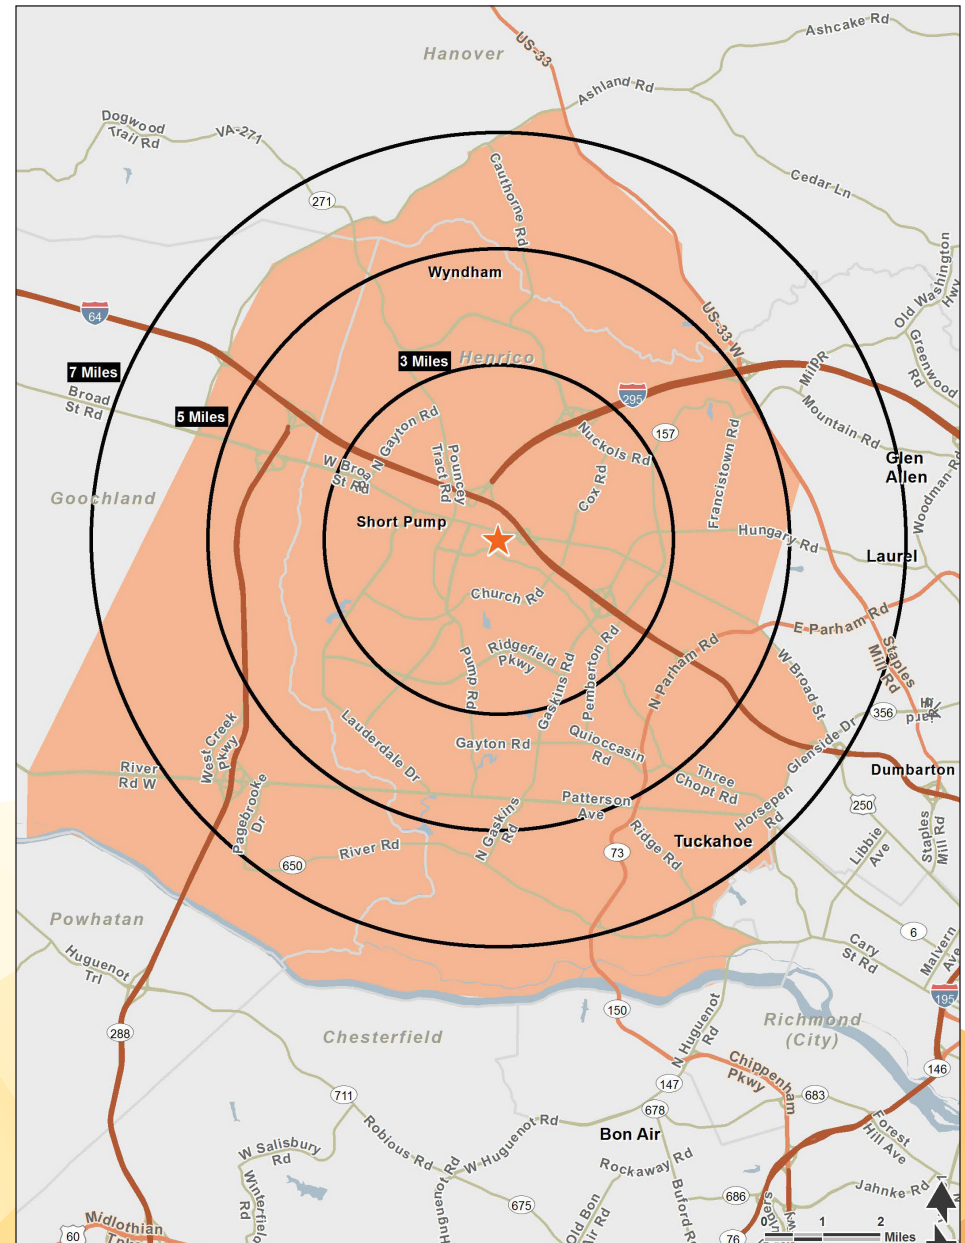 Hanover
US-33
Ashcake Rd
Ashland Rd
Dogwood
Trail Rd
VA-271
Cauthorne Rd
Cedar Ln
271
Old Washington
Hwy
Wyndham
64
US-33 W
Greenwood
Rd
7 Miles
3 Miles
Henrico
Broad
St Rd
5 Miles
295
Mountain Rd
N Gayton Rd
Nuckols Rd
157
Pouncey
Tract Rd
Francistown Rd
Glen
Allen
W Broad
St Rd
Cox Rd
Woodman Rd
Goochland
Short Pump
Hungary Rd
Laurel
Church Rd
E Parham Rd
Ridgefield
Pkwy
Pump Rd
Gaskins Rd
Pemberton Rd
N Parham Rd
W Broad St
Staples
Mill Rd
356
Lauderdale Dr
West Creek
Pkwy
Gayton Rd
Quioccasin
Rd
Glenside Dr
River
Rd W
Three
Chopt Rd
Dumbarton
Pagebrooke
Dr
Patterson
Ave
Horsepen
Rd
250
N Gaskins
Rd
Ridge Rd
Tuckahoe
Libbie
Ave
Staples
Mill Rd
River Rd
650
73
Powhatan
6
Huguenot
Trl
Cary
St Rd
Malvern
Ave
195
150
288
Chesterfield
N Huguenot
Rd
Richmond
(City)
Chippenham
Pkwy
146
711
147
683
678
Robious Rd
W Huguenot Rd
Bon Air
Forest
Hill Ave
W Salisbury
Rd
Rockaway Rd
Jahnke Rd
675
686
Buford Rd
Old Bon
Air Rd
Midlothian
60
76
0 1 2
Miles